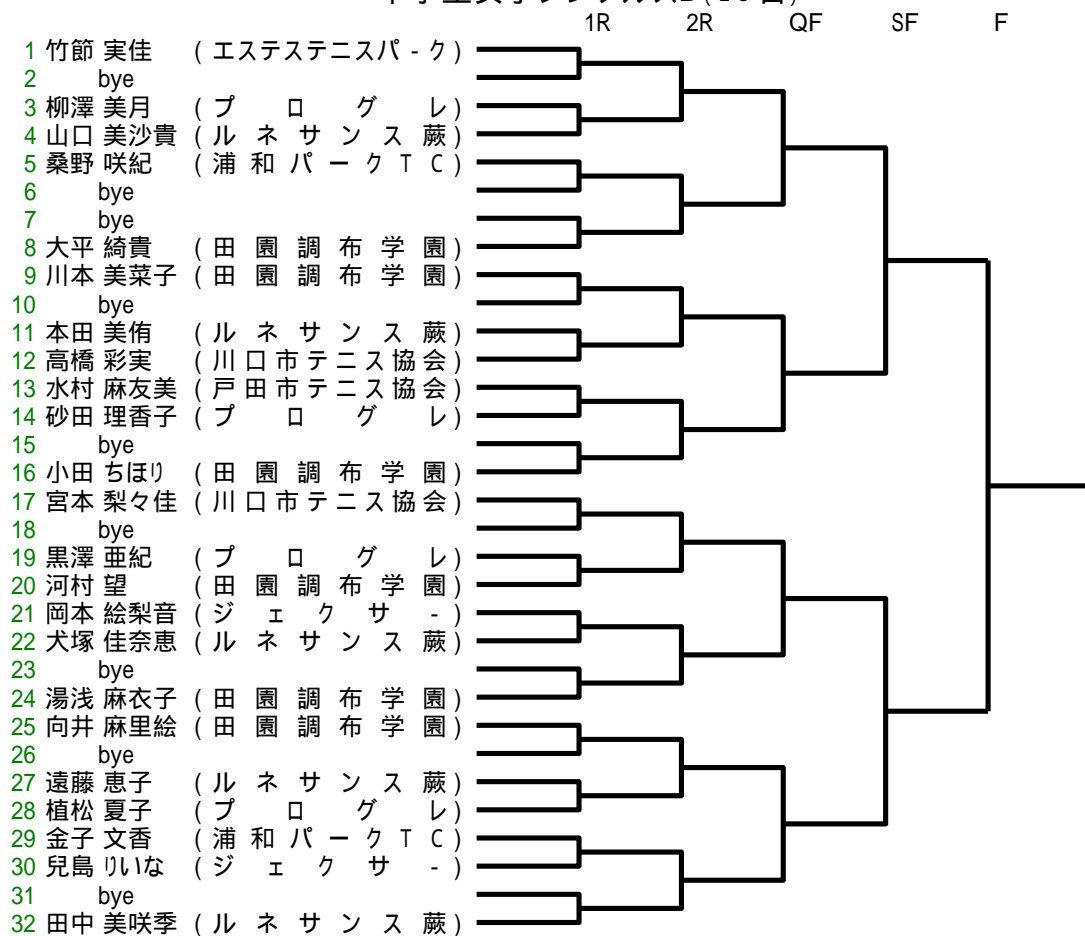 1R 2R QF SF F
1 竹節 実佳 (エステステニスパ-ク)
2 bye
3 柳澤 美月 (プログレ)
4 山口 美沙貴 (ルネサンス蕨)
5 桑野 咲紀 (浦和パークTC)
6 bye
7 bye
8 大平 綺貴 (田園調布学園)
9 川本 美菜子 (田園調布学園)
10 bye
11 本田 美侑 (ルネサンス蕨)
12 高橋 彩実 (川口市テニス協会)
13 水村 麻友美 (戸田市テニス協会)
14 砂田 理香子 (プログレ)
15 bye
16 小田 ちほり (田園調布学園)
17 宮本 梨々佳 (川口市テニス協会)
18 bye
19 黒澤 亜紀 (プログレ)
20 河村 望 (田園調布学園)
21 岡本 絵梨音 (ジェクサ-)
22 犬塚 佳奈恵 (ルネサンス蕨)
23 bye
24 湯浅 麻衣子 (田園調布学園)
25 向井 麻里絵 (田園調布学園)
26 bye
27 遠藤 恵子 (ルネサンス蕨)
28 植松 夏子 (プログレ)
29 金子 文香 (浦和パークTC)
30 兒島 りいな (ジェクサ-)
31 bye
32 田中 美咲季 (ルネサンス蕨)